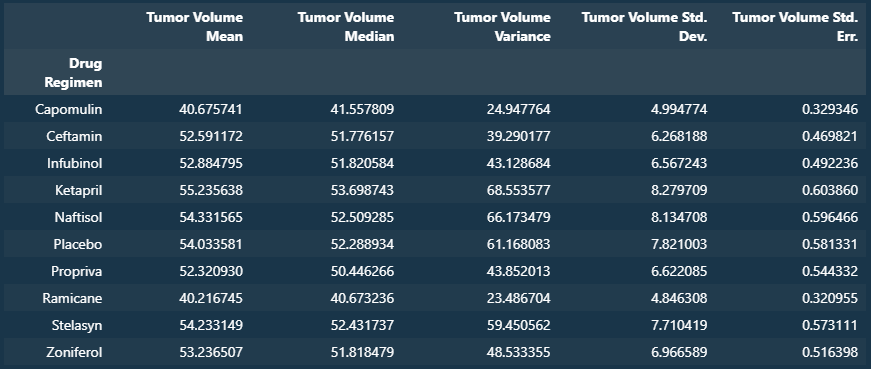 Tumor Volume Mean Tumor Volume Median Tumor Volume Variance Tumor Volume Std. Dev. Tumor Volume Std. Err.
Drug Regimen
Capomulin 40.675741 41.557809 24.947764 4.994774 0.329346
Ceftamin 52.591172 51.776157 39.290177 6.268188 0.469821
Infubinol 52.884795 51.820584 43.128684 6.567243 0.492236
Ketapril 55.235638 53.698743 68.553577 8.279709 0.603860
Naftisol 54.331565 52.509285 66.173479 8.134708 0.596466
Placebo 54.033581 52.288934 61.168083 7.821003 0.581331
Propriva 52.320930 50.446266 43.852013 6.622085 0.544332
Ramicane 40.216745 40.673236 23.486704 4.846308 0.320955
Stelasyn 54.233149 52.431737 59.450562 7.710419 0.573111
Zoniferol 53.236507 51.818479 48.533355 6.966589 0.516398